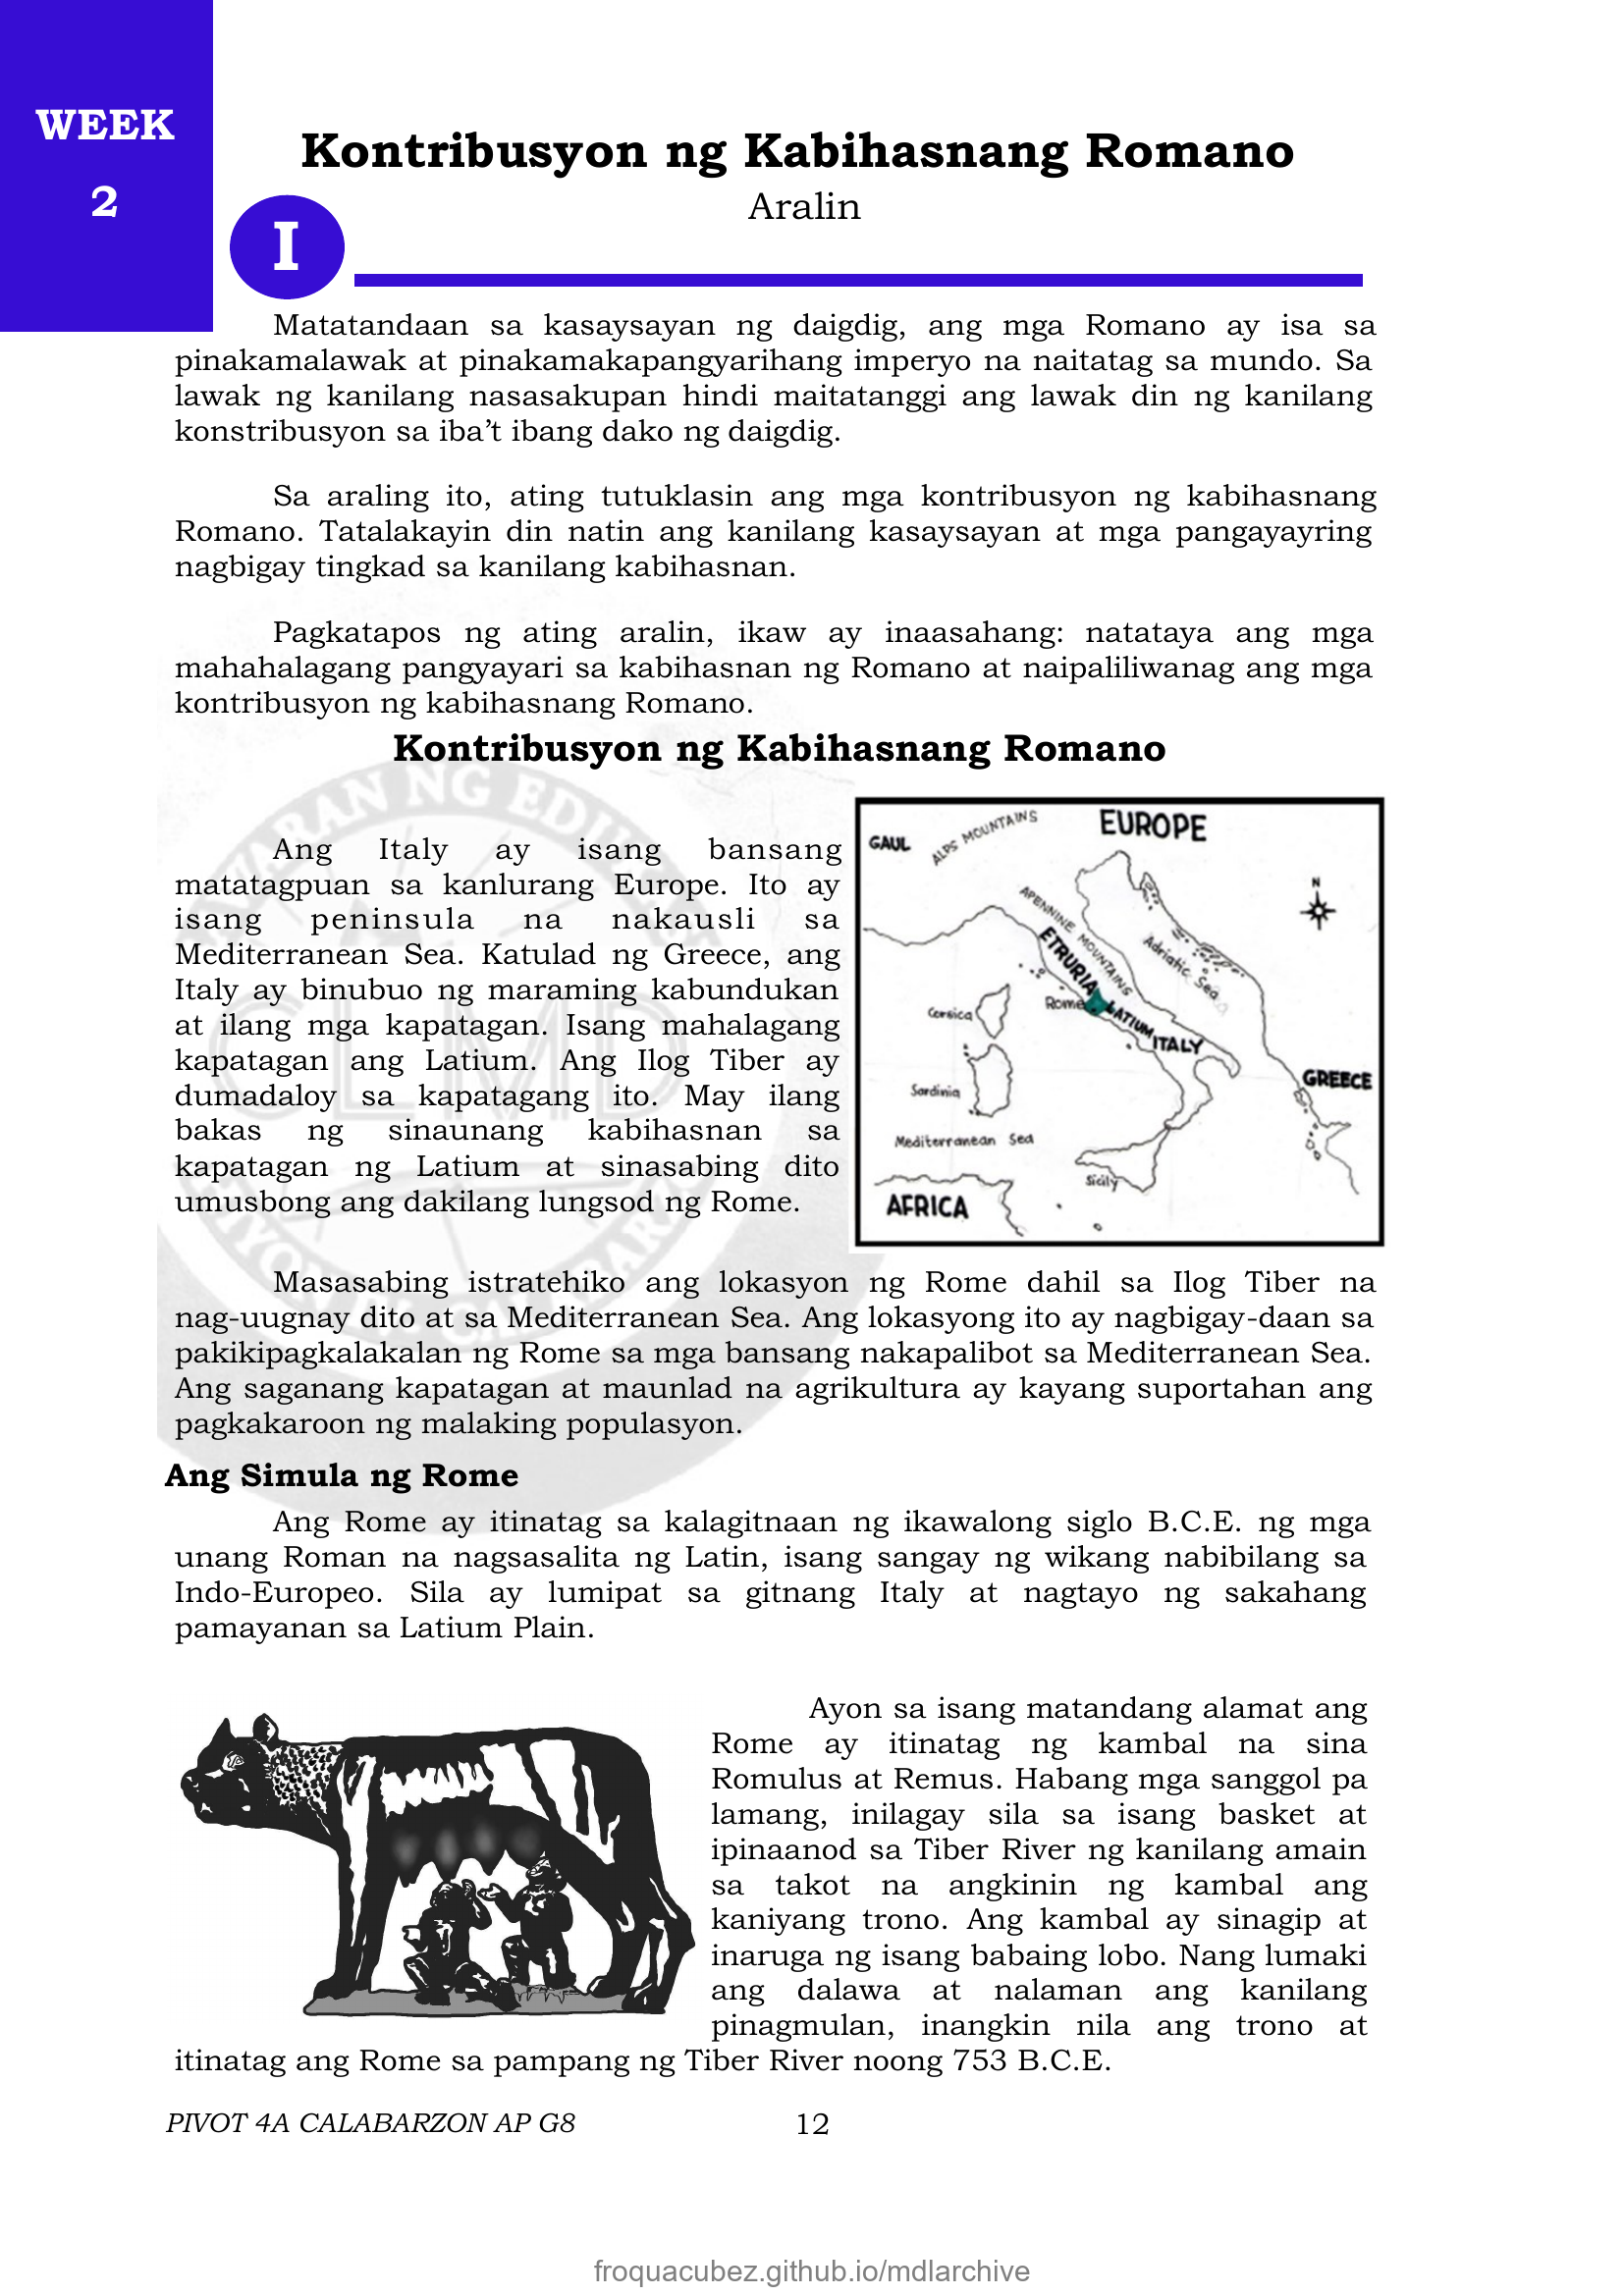 WEEK
2
Kontribusyon ng Kabihasnang Romano
Aralin
I
Matatandaan sa kasaysayan ng daigdig, ang mga Romano ay isa sa
pinakamalawak at pinakamakapangyarihang imperyo na naitatag sa mundo. Sa
lawak ng kanilang nasasakupan hindi maitatanggi ang lawak din ng kanilang
konstribusyon sa iba't ibang dako ng daigdig.
Sa araling ito, ating tutuklasin ang mga kontribusyon ng kabihasnang
Romano. Tatalakayin din natin ang kanilang kasaysayan at mga pangayayring
nagbigay tingkad sa kanilang kabihasnan.
Pagkatapos ng ating aralin, ikaw ay inaasahang: natataya ang mga
mahahalagang pangyayari sa kabihasnan ng Romano at naipaliliwanag ang mga
kontribusyon ng kabihasnang Romano.
Kontribusyon ng Kabihasnang Romano
Ang Italy ay isang bansang
matatagpuan sa kanlurang Europe. Ito ay
isang peninsula na nakausli sa
Mediterranean Sea. Katulad ng Greece, ang
Italy ay binubuo ng maraming kabundukan
at ilang mga kapatagan. Isang mahalagang
kapatagan ang Latium. Ang Ilog Tiber ay
dumadaloy sa kapatagang ito. May ilang
bakas ng sinaunang kabihasnan sa
kapatagan ng Latium at sinasabing dito
umusbong ang dakilang lungsod ng Rome.
EUROPE
GAUL
ALPS MOUNTAINS
N
APENNINE MOUNTAINS
ETRURIA
Adriatic Sea
Corsica
Rome
LATIUM
ITALY
GREECE
Sardinia
Mediterranean Sea
Sicily
AFRICA
Masasabing istratehiko ang lokasyon ng Rome dahil sa Ilog Tiber na
nag-uugnay dito at sa Mediterranean Sea. Ang lokasyong ito ay nagbigay-daan sa
pakikipagkalakalan ng Rome sa mga bansang nakapalibot sa Mediterranean Sea.
Ang saganang kapatagan at maunlad na agrikultura ay kayang suportahan ang
pagkakaroon ng malaking populasyon.
Ang Simula ng Rome
Ang Rome ay itinatag sa kalagitnaan ng ikawalong siglo B.C.E. ng mga
unang Roman na nagsasalita ng Latin, isang sangay ng wikang nabibilang sa
Indo-Europeo. Sila ay lumipat sa gitnang Italy at nagtayo ng sakahang
pamayanan sa Latium Plain.
Ayon sa isang matandang alamat ang
Rome ay itinatag ng kambal na sina
Romulus at Remus. Habang mga sanggol pa
lamang, inilagay sila sa isang basket at
ipinaanod sa Tiber River ng kanilang amain
sa takot na angkinin ng kambal ang
kaniyang trono. Ang kambal ay sinagip at
inaruga ng isang babaing lobo. Nang lumaki
ang dalawa at nalaman ang kanilang
pinagmulan, inangkin nila ang trono at
itinatag ang Rome sa pampang ng Tiber River noong 753 B.C.E.
PIVOT 4A CALABARZON AP G8
12
froquacubez.github.io/mdlarchive
CLMD